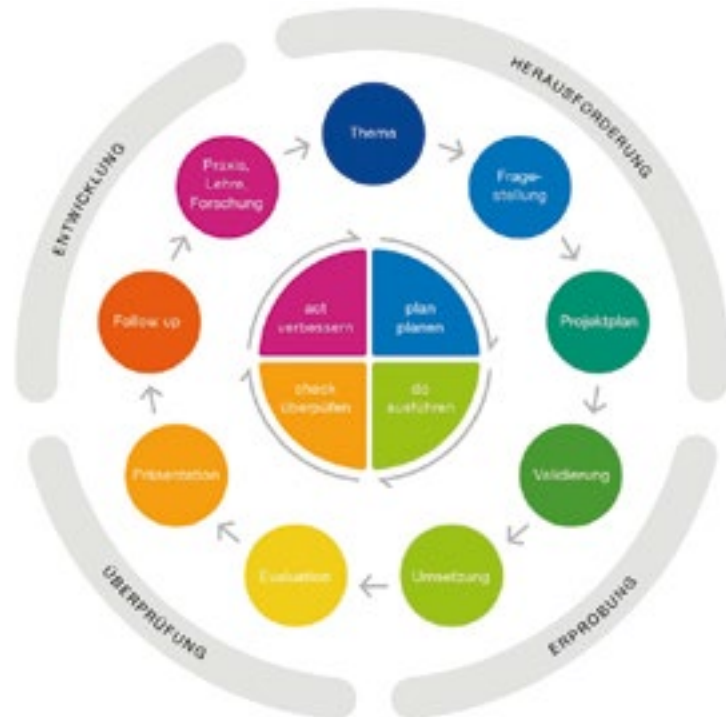 HERAUSFORDERUNG
ENTWICKLUNG
Thema
Praxis,
Lehre,
Forschung
Frage-
stellung
act
verbessern
plan
planen
Follow up
Projektplan
check
überprüfen
do
ausführen
Präsentation
Validierung
Evaluation
Umsetzung
ÜBERPRÜFUNG
ERPROBUNG